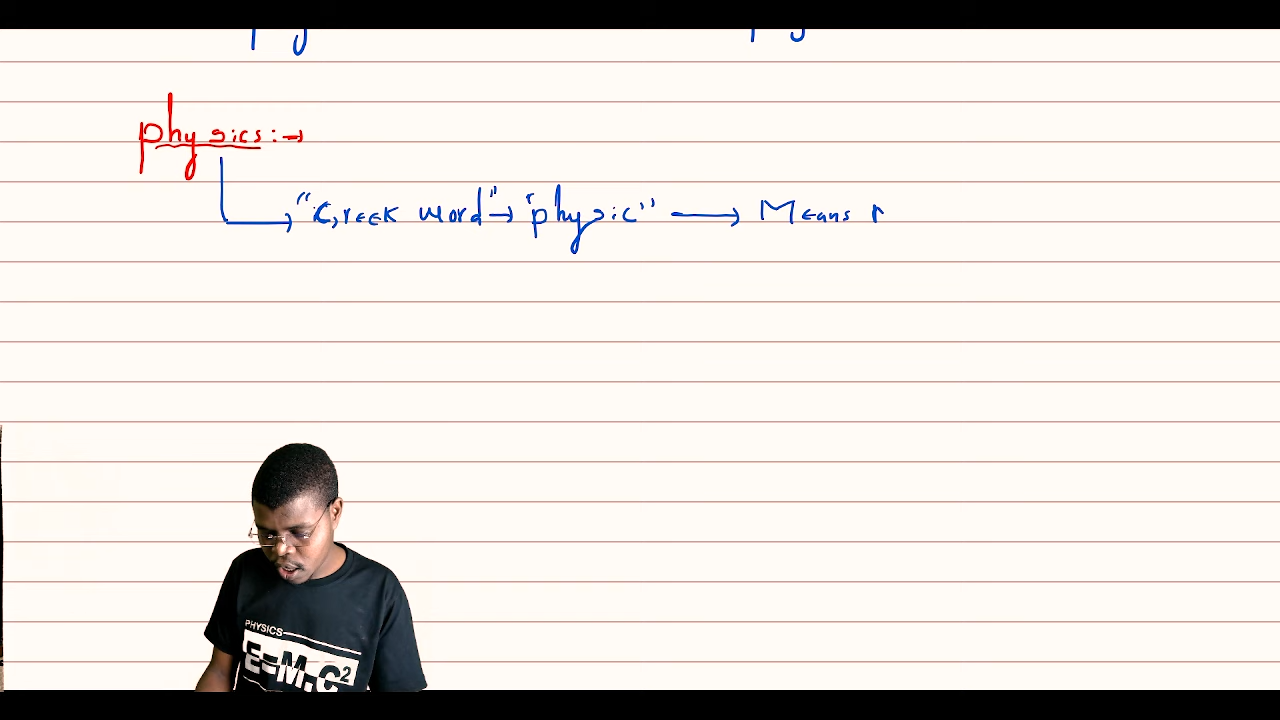 physics:→
"Greek word" → "physic" → Means
PHYSICS
E=M.C²